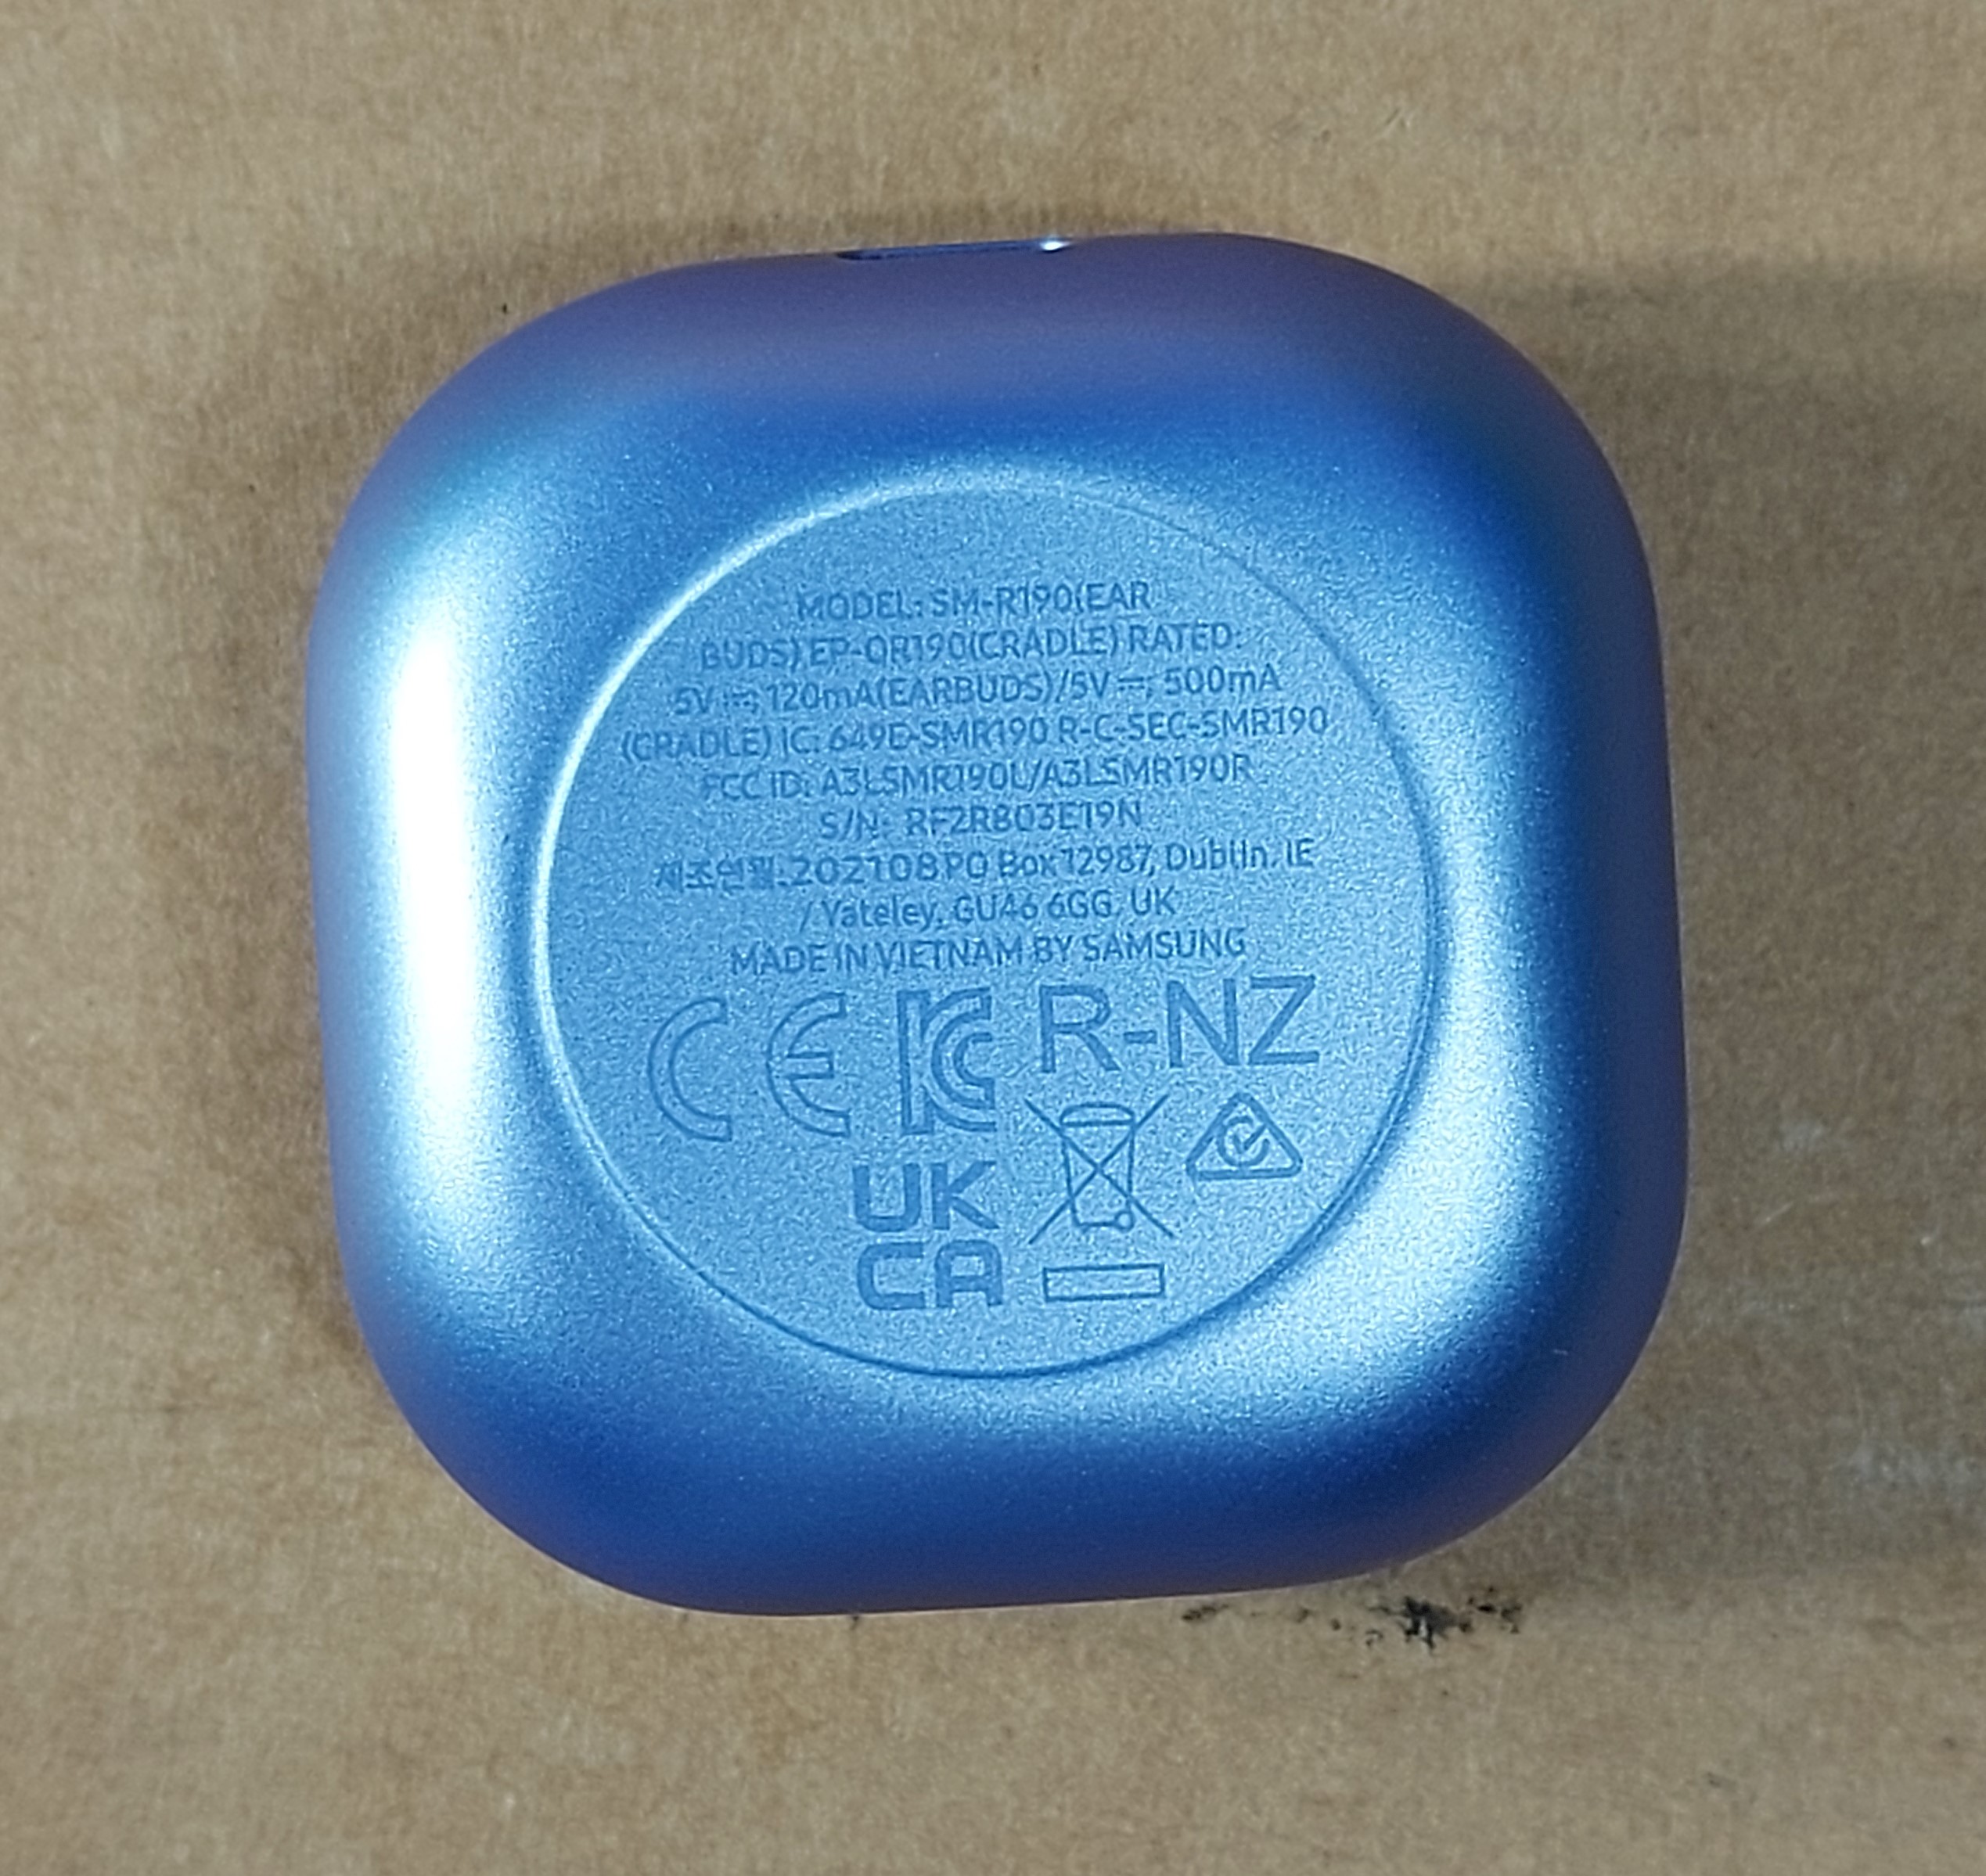 MODEL: SM-R190(EAR
BUDS) EP-QR190(CRADLE) RATED:
5V ⎓; 120mA(EARBUDS)/5V ⎓; 500mA
(CRADLE) IC: 649E-SMR190 R-C-SEC-SMR190
FCC ID: A3LSMR190L/A3LSMR190R
S/N: RF2R803E19N
제조연월:202108 PO Box 12987, Dublin. IE
/ Yateley, GU46 6GG. UK
MADE IN VIETNAM BY SAMSUNG
CE KC R-NZ
UK
CA